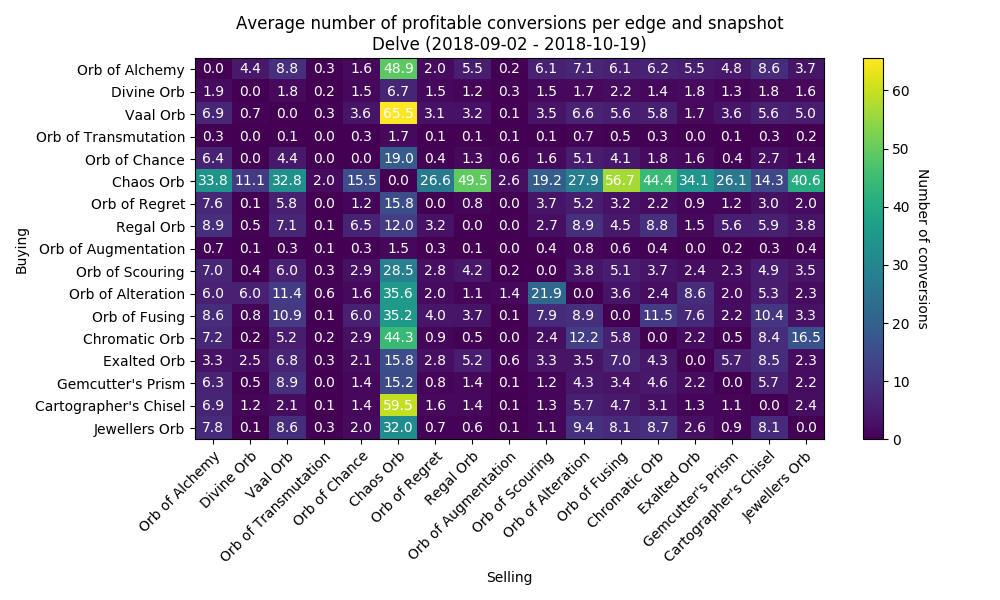 Average number of profitable conversions per edge and snapshot
Delve (2018-09-02 - 2018-10-19)
Buying
Orb of Alchemy 0.0 4.4 8.8 0.3 1.6 48.9 2.0 5.5 0.2 6.1 7.1 6.1 6.2 5.5 4.8 8.6 3.7
Divine Orb 1.9 0.0 1.8 0.2 1.5 6.7 1.5 1.2 0.3 1.5 1.7 2.2 1.4 1.8 1.3 1.8 1.6
Vaal Orb 6.9 0.7 0.0 0.3 3.6 65.5 3.1 3.2 0.1 3.5 6.6 5.6 5.8 1.7 3.6 5.6 5.0
Orb of Transmutation 0.3 0.0 0.1 0.0 0.3 1.7 0.1 0.1 0.1 0.1 0.7 0.5 0.3 0.0 0.1 0.3 0.2
Orb of Chance 6.4 0.0 4.4 0.0 0.0 19.0 0.4 1.3 0.6 1.6 5.1 4.1 1.8 1.6 0.4 2.7 1.4
Chaos Orb 33.8 11.1 32.8 2.0 15.5 0.0 26.6 49.5 2.6 19.2 27.9 56.7 44.4 34.1 26.1 14.3 40.6
Orb of Regret 7.6 0.1 5.8 0.0 1.2 15.8 0.0 0.8 0.0 3.7 5.2 3.2 2.2 0.9 1.2 3.0 2.0
Regal Orb 8.9 0.5 7.1 0.1 6.5 12.0 3.2 0.0 0.0 2.7 8.9 4.5 8.8 1.5 5.6 5.9 3.8
Orb of Augmentation 0.7 0.1 0.3 0.1 0.3 1.5 0.3 0.1 0.0 0.4 0.8 0.6 0.4 0.0 0.2 0.3 0.4
Orb of Scouring 7.0 0.4 6.0 0.3 2.9 28.5 2.8 4.2 0.2 0.0 3.8 5.1 3.7 2.4 2.3 4.9 3.5
Orb of Alteration 6.0 6.0 11.4 0.6 1.6 35.6 2.0 1.1 1.4 21.9 0.0 3.6 2.4 8.6 2.0 5.3 2.3
Orb of Fusing 8.6 0.8 10.9 0.1 6.0 35.2 4.0 3.7 0.1 7.9 8.9 0.0 11.5 7.6 2.2 10.4 3.3
Chromatic Orb 7.2 0.2 5.2 0.2 2.9 44.3 0.9 0.5 0.0 2.4 12.2 5.8 0.0 2.2 0.5 8.4 16.5
Exalted Orb 3.3 2.5 6.8 0.3 2.1 15.8 2.8 5.2 0.6 3.3 3.5 7.0 4.3 0.0 5.7 8.5 2.3
Gemcutter's Prism 6.3 0.5 8.9 0.0 1.4 15.2 0.8 1.4 0.1 1.2 4.3 3.4 4.6 2.2 0.0 5.7 2.2
Cartographer's Chisel 6.9 1.2 2.1 0.1 1.4 59.5 1.6 1.4 0.1 1.3 5.7 4.7 3.1 1.3 1.1 0.0 2.4
Jewellers Orb 7.8 0.1 8.6 0.3 2.0 32.0 0.7 0.6 0.1 1.1 9.4 8.1 8.7 2.6 0.9 8.1 0.0
Orb of Alchemy
Divine Orb
Vaal Orb
Orb of Transmutation
Orb of Chance
Chaos Orb
Orb of Regret
Regal Orb
Orb of Augmentation
Orb of Scouring
Orb of Alteration
Orb of Fusing
Chromatic Orb
Exalted Orb
Gemcutter's Prism
Cartographer's Chisel
Jewellers Orb
Selling
60
50
40
30
20
10
0
Number of conversions